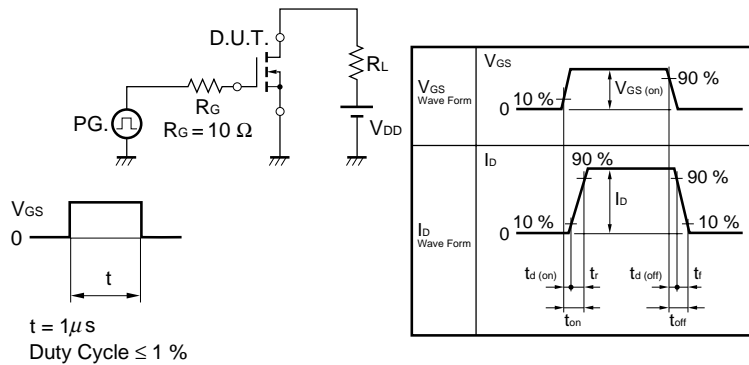 D.U.T.
RL
RG
RG = 10 Ω
PG.
VDD
VGS
0
t
t = 1μs
Duty Cycle ≤ 1 %
VGS
Wave Form
VGS
10 %
0
VGS (on)
90 %
ID
Wave Form
ID
90 %
90 %
10 %
0
ID
10 %
td (on)
tr
td (off)
tf
ton
toff